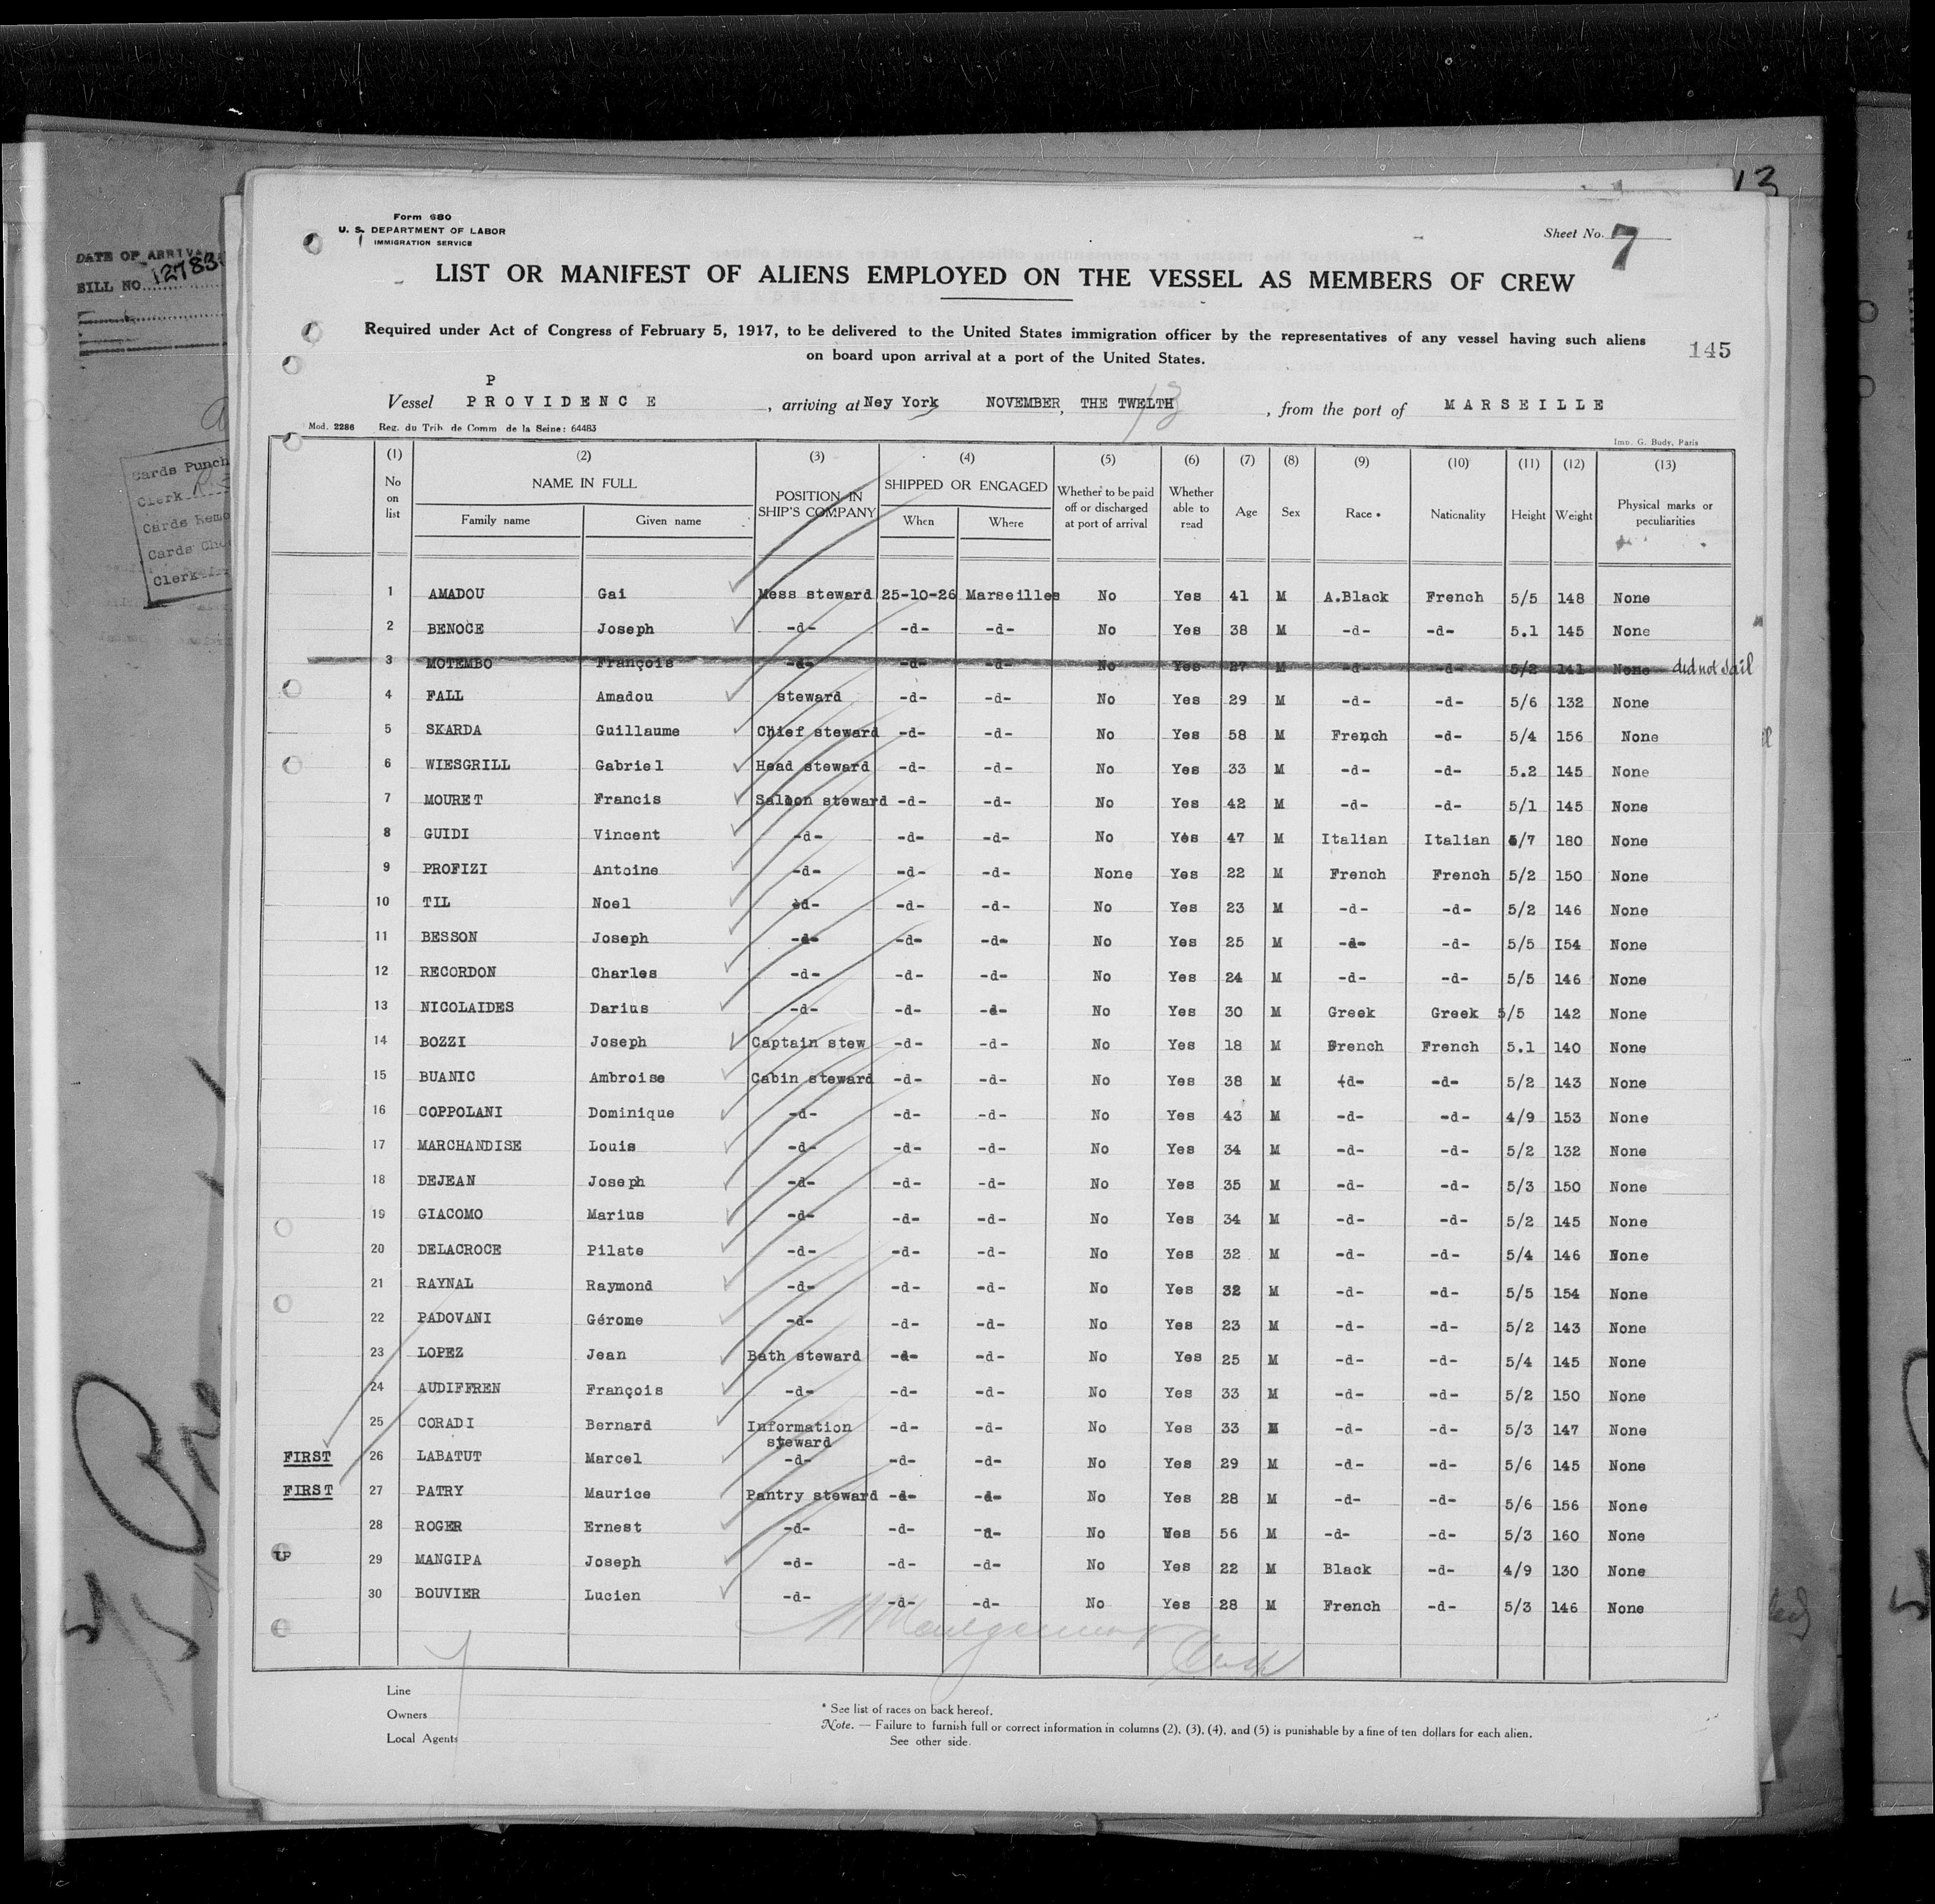 13
DATE OF ARRIVAL
BILL NO. 12783
Cards Punch
Clerk
Cards Remo
Cards Che
Clerk
Form 680
U. S. DEPARTMENT OF LABOR
IMMIGRATION SERVICE
Sheet No. 7
LIST OR MANIFEST OF ALIENS EMPLOYED ON THE VESSEL AS MEMBERS OF CREW
Required under Act of Congress of February 5, 1917, to be delivered to the United States immigration officer by the representatives of any vessel having such aliens
on board upon arrival at a port of the United States.
145
P
Vessel PROVIDENCE, arriving at Ney York NOVEMBER, THE TWELTH 13, from the port of MARSEILLE
Mod. 2286 Reg. du Trib. de Comm de la Seine: 64483
Imp. G. Budy, Paris
(1) (2) (3) (4) (5) (6) (7) (8) (9) (10) (11) (12) (13)
No on list NAME IN FULL Family name Given name POSITION IN SHIP'S COMPANY SHIPPED OR ENGAGED When Where Whether to be paid off or discharged at port of arrival Whether able to read Age Sex Race * Nationality Height Weight Physical marks or peculiarities
1 AMADOU Gai Mess steward 25-10-26 Marseilles No Yes 41 M A.Black French 5/5 148 None
2 BENOCE Joseph -d- -d- -d- No Yes 38 M -d- -d- 5.1 145 None
3 MOTEMBO François -d- -d- -d- No Yes 27 M -d- -d- 5/2 141 None did not sail
4 FALL Amadou steward -d- -d- No Yes 29 M -d- -d- 5/6 132 None
5 SKARDA Guillaume Chief steward -d- -d- No Yes 58 M French -d- 5/4 156 None
6 WIESGRILL Gabriel Head steward -d- -d- No Yes 33 M -d- -d- 5.2 145 None
7 MOURET Francis Saloon steward -d- -d- No Yes 42 M -d- -d- 5/1 145 None
8 GUIDI Vincent -d- -d- -d- No Yes 47 M Italian Italian 5/7 180 None
9 PROFIZI Antoine -d- -d- -d- None Yes 22 M French French 5/2 150 None
10 TIL Noel -d- -d- -d- No Yes 23 M -d- -d- 5/2 146 None
11 BESSON Joseph -d- -d- -d- No Yes 25 M -d- -d- 5/5 I54 None
12 RECORDON Charles -d- -d- -d- No Yes 24 M -d- -d- 5/5 146 None
13 NICOLAIDES Darius -d- -d- -d- No Yes 30 M Greek Greek 5/5 142 None
14 BOZZI Joseph Captain stew -d- -d- No Yes 18 M French French 5.1 140 None
15 BUANIC Ambroise Cabin steward -d- -d- No Yes 38 M -d- -d- 5/2 143 None
16 COPPOLANI Dominique -d- -d- -d- No Yes 43 M -d- -d- 4/9 153 None
17 MARCHANDISE Louis -d- -d- -d- No Yes 34 M -d- -d- 5/2 132 None
18 DEJEAN Joseph -d- -d- -d- No Yes 35 M -d- -d- 5/3 150 None
19 GIACOMO Marius -d- -d- -d- No Yes 34 M -d- -d- 5/2 145 None
20 DELACROCE Pilate -d- -d- -d- No Yes 32 M -d- -d- 5/4 146 None
21 RAYNAL Raymond -d- -d- -d- No Yes 32 M -d- -d- 5/5 154 None
22 PADOVANI Gérome -d- -d- -d- No Yes 23 M -d- -d- 5/2 143 None
23 LOPEZ Jean Bath steward -d- -d- No Yes 25 M -d- -d- 5/4 145 None
24 AUDIFFREN François -d- -d- -d- No Yes 33 M -d- -d- 5/2 150 None
25 CORADI Bernard Information steward -d- -d- No Yes 33 M -d- -d- 5/3 147 None
FIRST 26 LABATUT Marcel -d- -d- -d- No Yes 29 M -d- -d- 5/6 145 None
FIRST 27 PATRY Maurice Pantry steward -d- -d- No Yes 28 M -d- -d- 5/6 156 None
28 ROGER Ernest -d- -d- -d- No Yes 56 M -d- -d- 5/3 160 None
29 MANGIPA Joseph -d- -d- -d- No Yes 22 M Black -d- 4/9 130 None
30 BOUVIER Lucien -d- -d- -d- No Yes 28 M French -d- 5/3 146 None
Line
Owners
Local Agents
* See list of races on back hereof.
Note. — Failure to furnish full or correct information in columns (2), (3), (4), and (5) is punishable by a fine of ten dollars for each alien.
See other side.